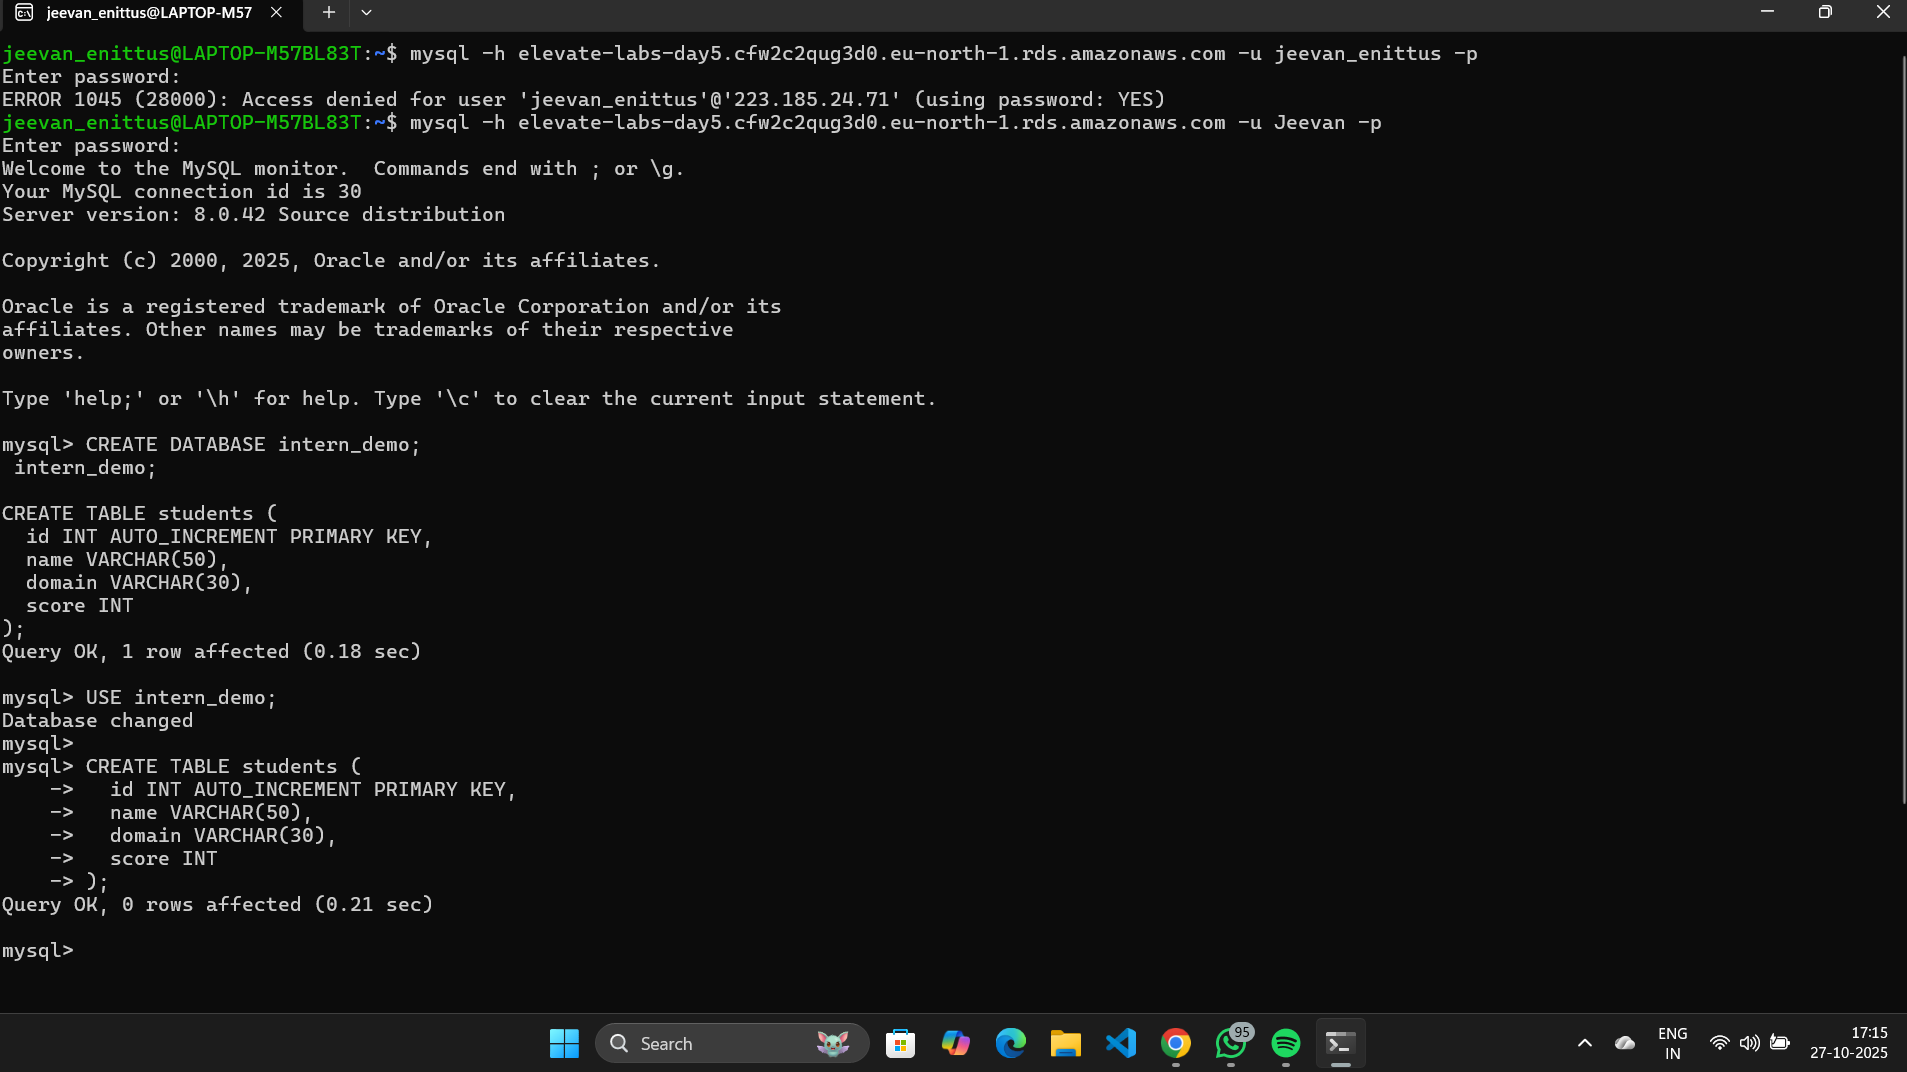 jeevan_enittus@LAPTOP-M57
jeevan_enittus@LAPTOP-M57BL83T:~$ mysql -h elevate-labs-day5.cfw2c2qug3d0.eu-north-1.rds.amazonaws.com -u jeevan_enittus -p
Enter password:
ERROR 1045 (28000): Access denied for user 'jeevan_enittus'@'223.185.24.71' (using password: YES)
jeevan_enittus@LAPTOP-M57BL83T:~$ mysql -h elevate-labs-day5.cfw2c2qug3d0.eu-north-1.rds.amazonaws.com -u Jeevan -p
Enter password:
Welcome to the MySQL monitor.  Commands end with ; or \g.
Your MySQL connection id is 30
Server version: 8.0.42 Source distribution
Copyright (c) 2000, 2025, Oracle and/or its affiliates.
Oracle is a registered trademark of Oracle Corporation and/or its
affiliates. Other names may be trademarks of their respective
owners.
Type 'help;' or '\h' for help. Type '\c' to clear the current input statement.
mysql> CREATE DATABASE intern_demo;
 intern_demo;
CREATE TABLE students (
  id INT AUTO_INCREMENT PRIMARY KEY,
  name VARCHAR(50),
  domain VARCHAR(30),
  score INT
);
Query OK, 1 row affected (0.18 sec)
mysql> USE intern_demo;
Database changed
mysql>
mysql> CREATE TABLE students (
    ->   id INT AUTO_INCREMENT PRIMARY KEY,
    ->   name VARCHAR(50),
    ->   domain VARCHAR(30),
    ->   score INT
    -> );
Query OK, 0 rows affected (0.21 sec)
mysql>
Search
95
ENG
IN
17:15
27-10-2025